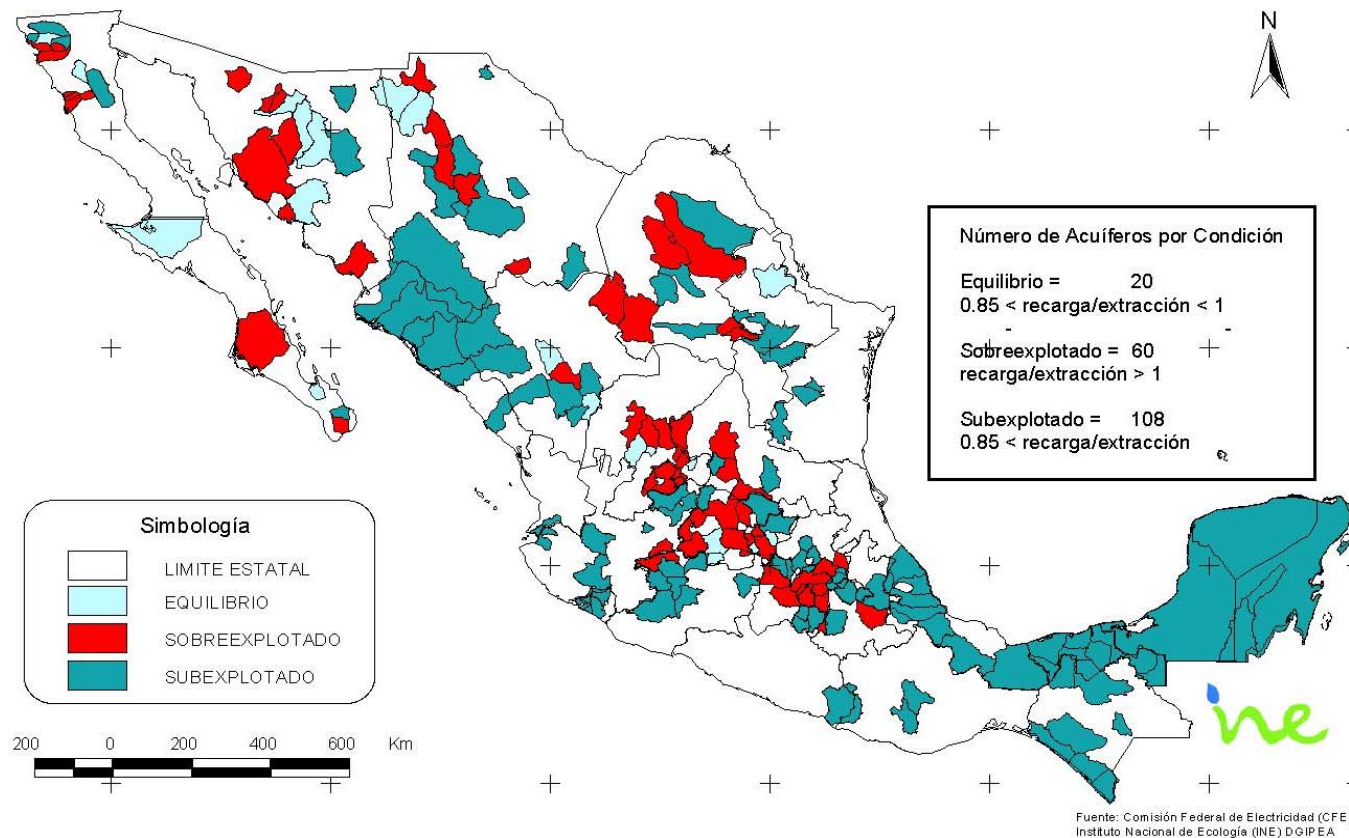 N
Número de Acuíferos por Condición
Equilibrio = 20
0.85 < recarga/extracción < 1
Sobreexplotado = 60
recarga/extracción > 1
Subexplotado = 108
0.85 < recarga/extracción
Simbología
LIMITE ESTATAL
EQUILIBRIO
SOBREEXPLOTADO
SUBEXPLOTADO
200 0 200 400 600 Km
ine
Fuente: Comisión Federal de Electricidad (CFE
Instituto Nacional de Ecología (INE) DGIPEA